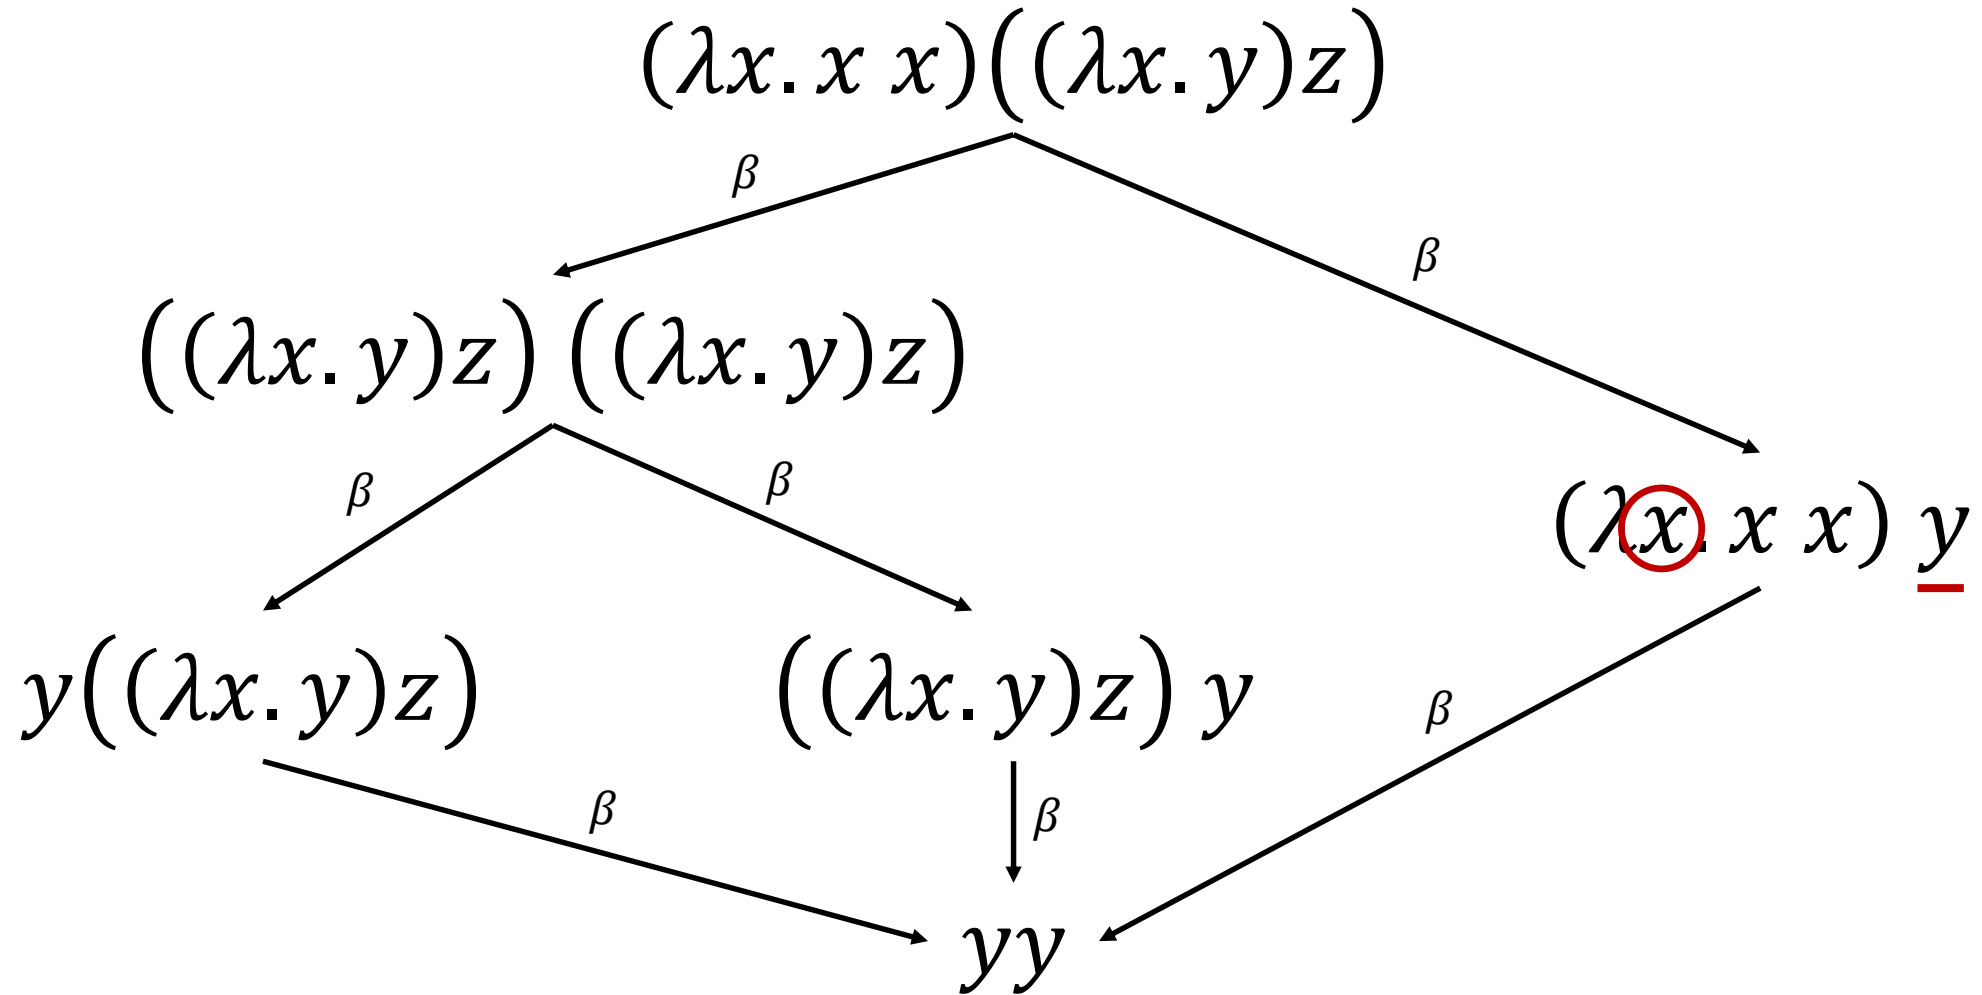 (λx. x x)((λx. y)z)
β
β
((λx. y)z) ((λx. y)z)
β
β
(λx. x x) y
y((λx. y)z)
((λx. y)z) y
β
β
β
yy